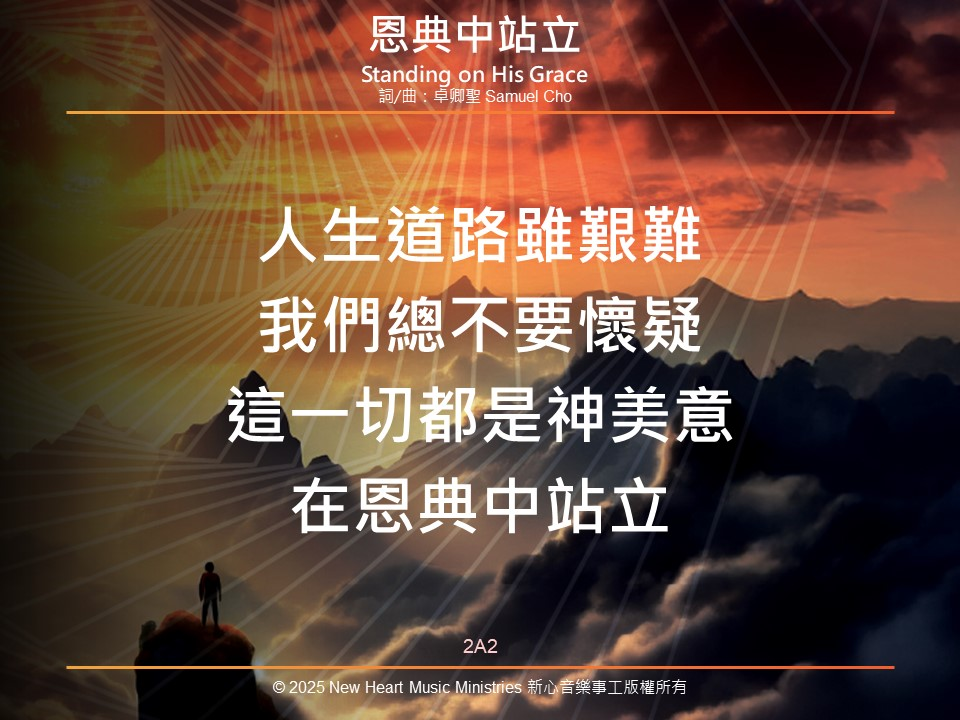 恩典中站立
Standing on His Grace
詞/曲：卓卿聖 Samuel Cho
人生道路雖艱難
我們總不要懷疑
這一切都是神美意
在恩典中站立
2A2
© 2025 New Heart Music Ministries 新心音樂事工版權所有